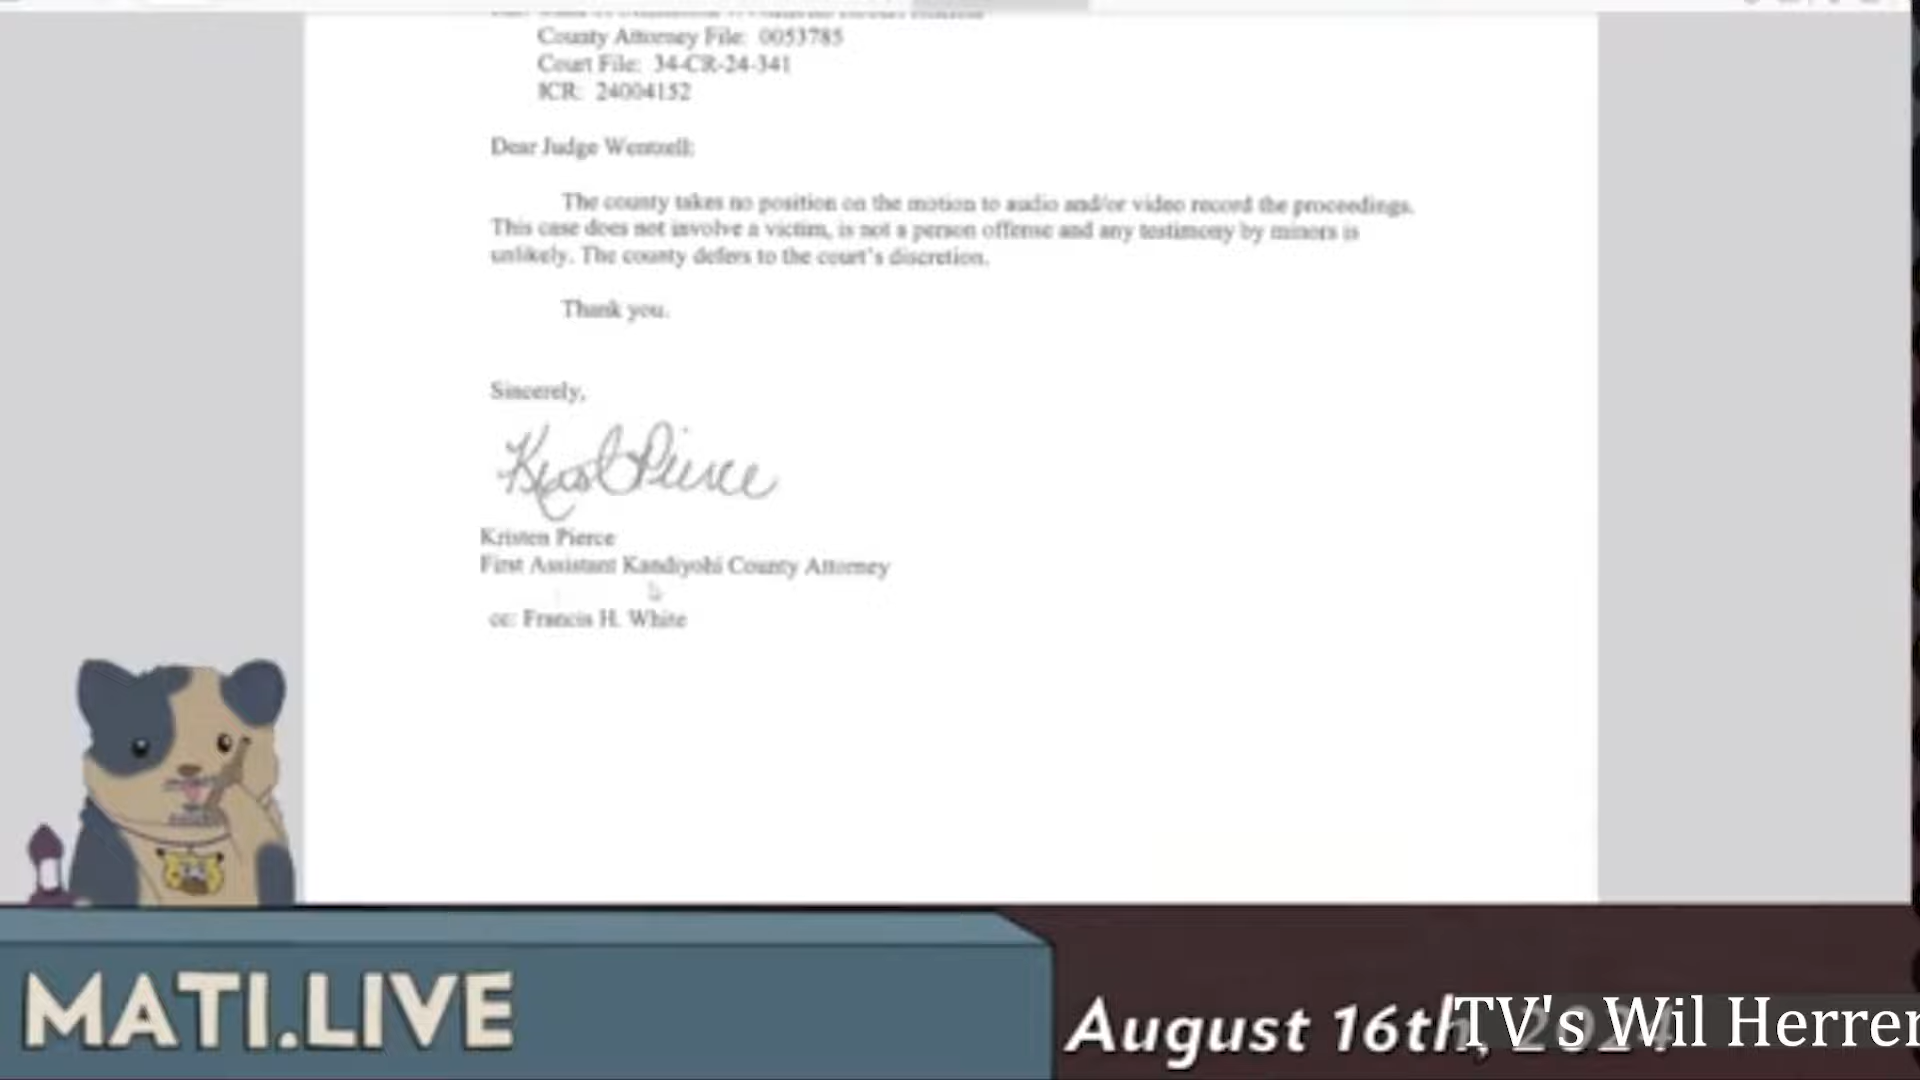 County Attorney File: 0053785
Court File: 34-CR-24-341
ICR: 24004152
Dear Judge Wentzell:
The county takes no position on the motion to audio and/or video record the proceedings.
This case does not involve a victim, is not a person offense and any testimony by minors is
unlikely. The county defers to the court's discretion.
Thank you.
Sincerely,
Pierce
Kristen Pierce
First Assistant Kandiyohi County Attorney
cc: Francis H. White
MATI.LIVE
August 16th, 2024
TV's Wil Herren